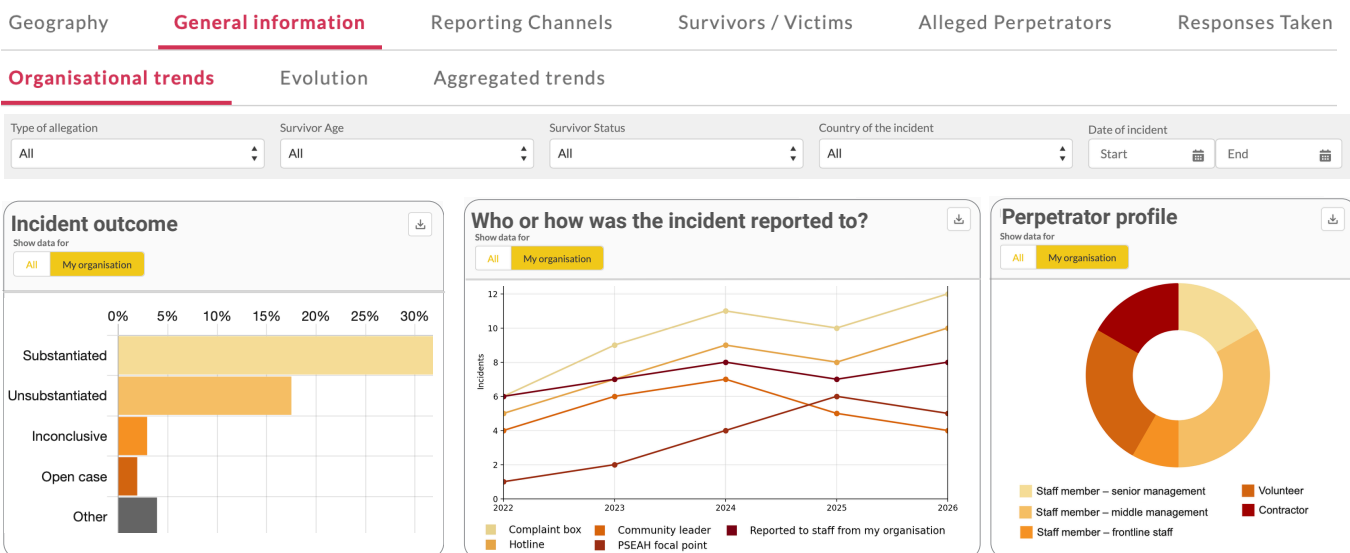 Geography General information Reporting Channels Survivors / Victims Alleged Perpetrators Responses Taken
Organisational trends Evolution Aggregated trends
Type of allegation Survivor Age Survivor Status Country of the incident Date of incident
All All All All Start End
Incident outcome
Show data for
All My organisation
0% 5% 10% 15% 20% 25% 30%
Substantiated
Unsubstantiated
Inconclusive
Open case
Other
Who or how was the incident reported to?
Show data for
All My organisation
12
10
8
6
4
2
0
Incidents
2022 2023 2024 2025 2026
Complaint box Community leader Reported to staff from my organisation
Hotline PSEAH focal point
Perpetrator profile
Show data for
All My organisation
Staff member – senior management Volunteer
Staff member – middle management Contractor
Staff member – frontline staff